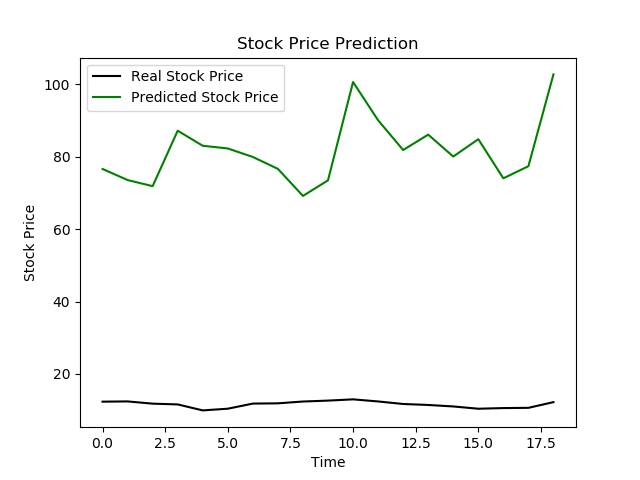 Stock Price Prediction
Real Stock Price
Predicted Stock Price
Stock Price
100
80
60
40
20
0.0 2.5 5.0 7.5 10.0 12.5 15.0 17.5
Time